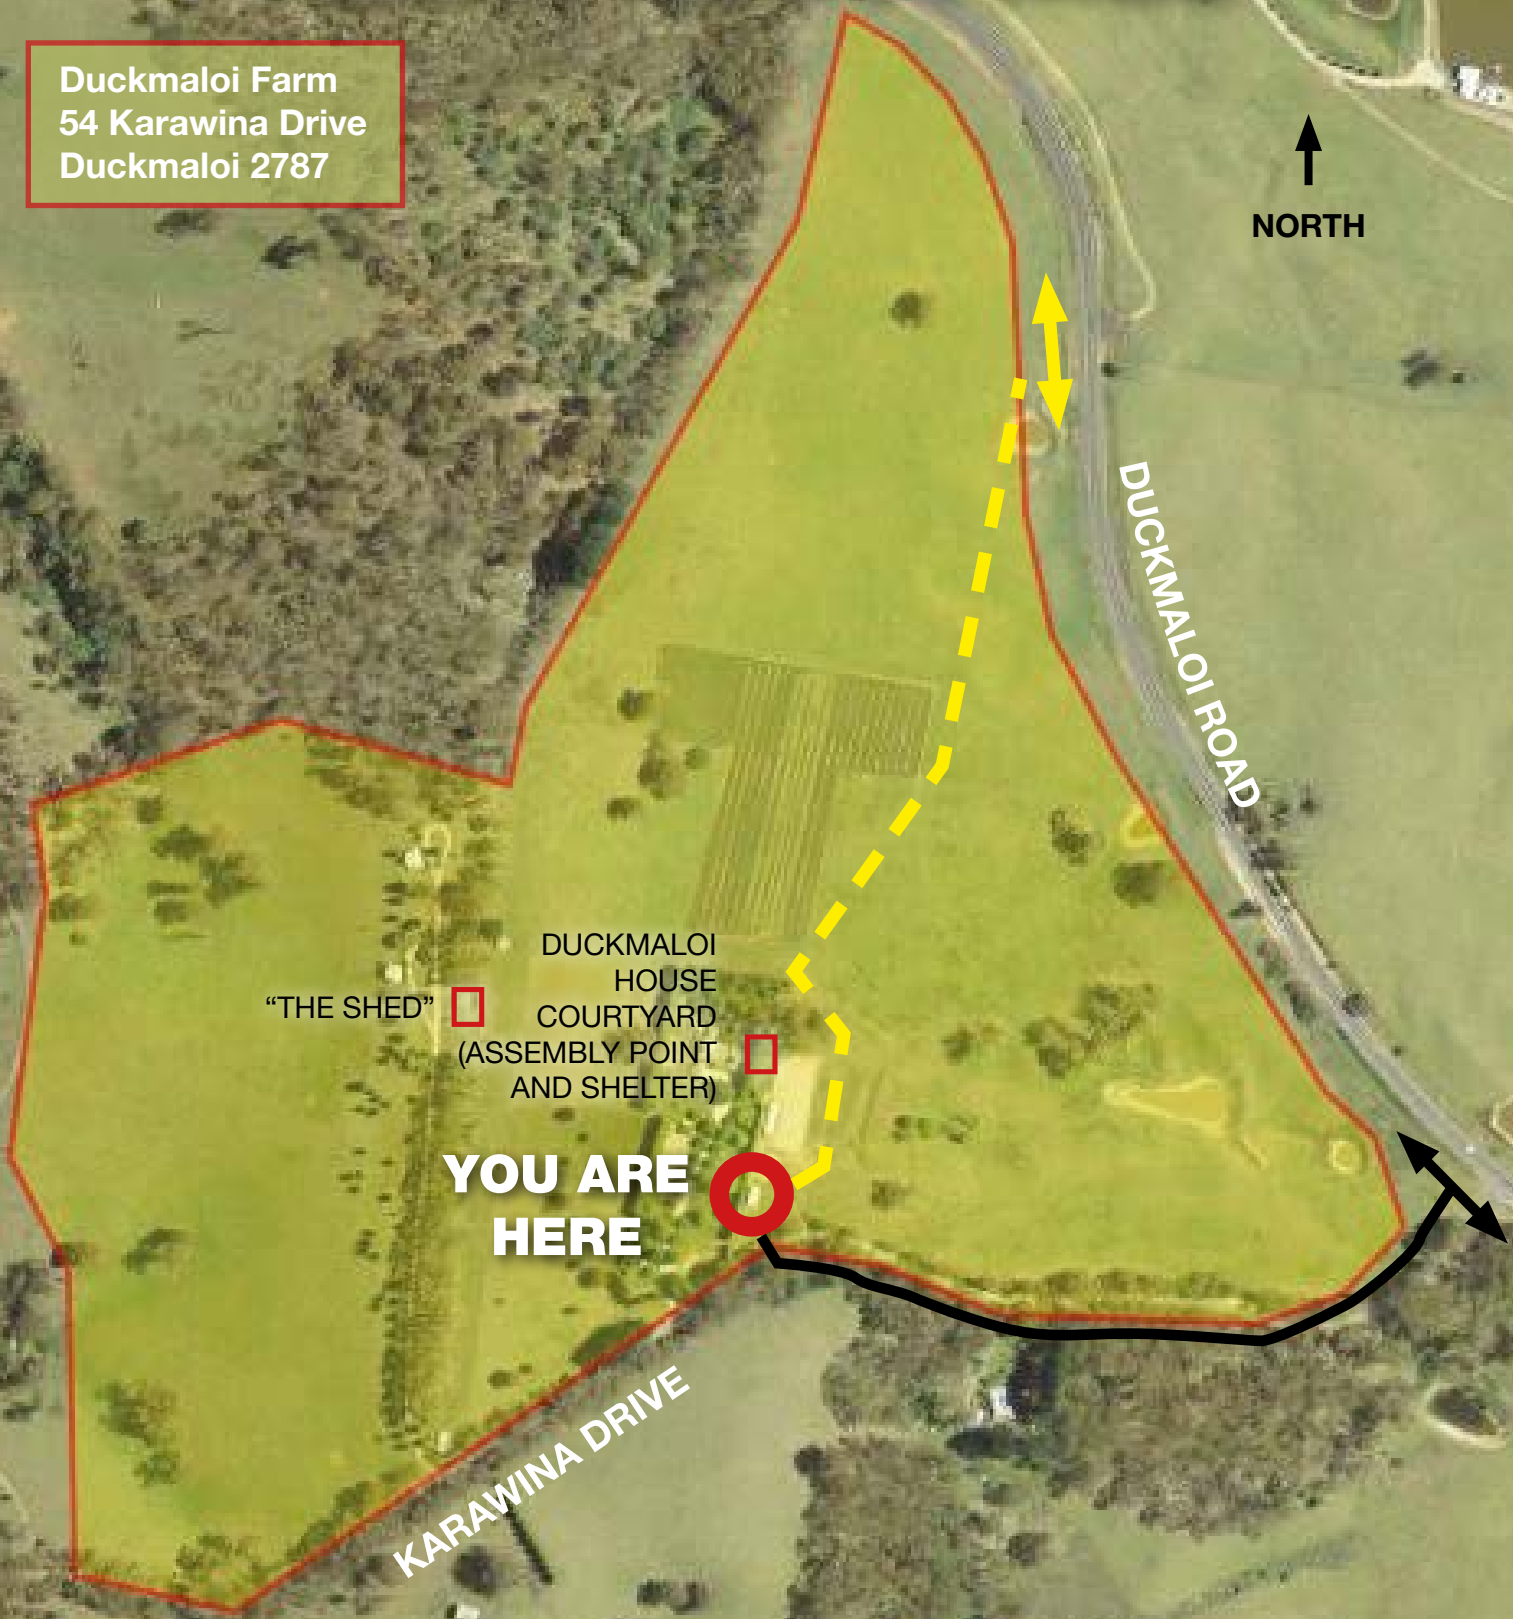 Duckmaloi Farm
54 Karawina Drive
Duckmaloi 2787
NORTH
DUCKMALOI ROAD
DUCKMALOI
HOUSE
COURTYARD
(ASSEMBLY POINT
AND SHELTER)
“THE SHED”
YOU ARE
HERE
KARAWINA DRIVE